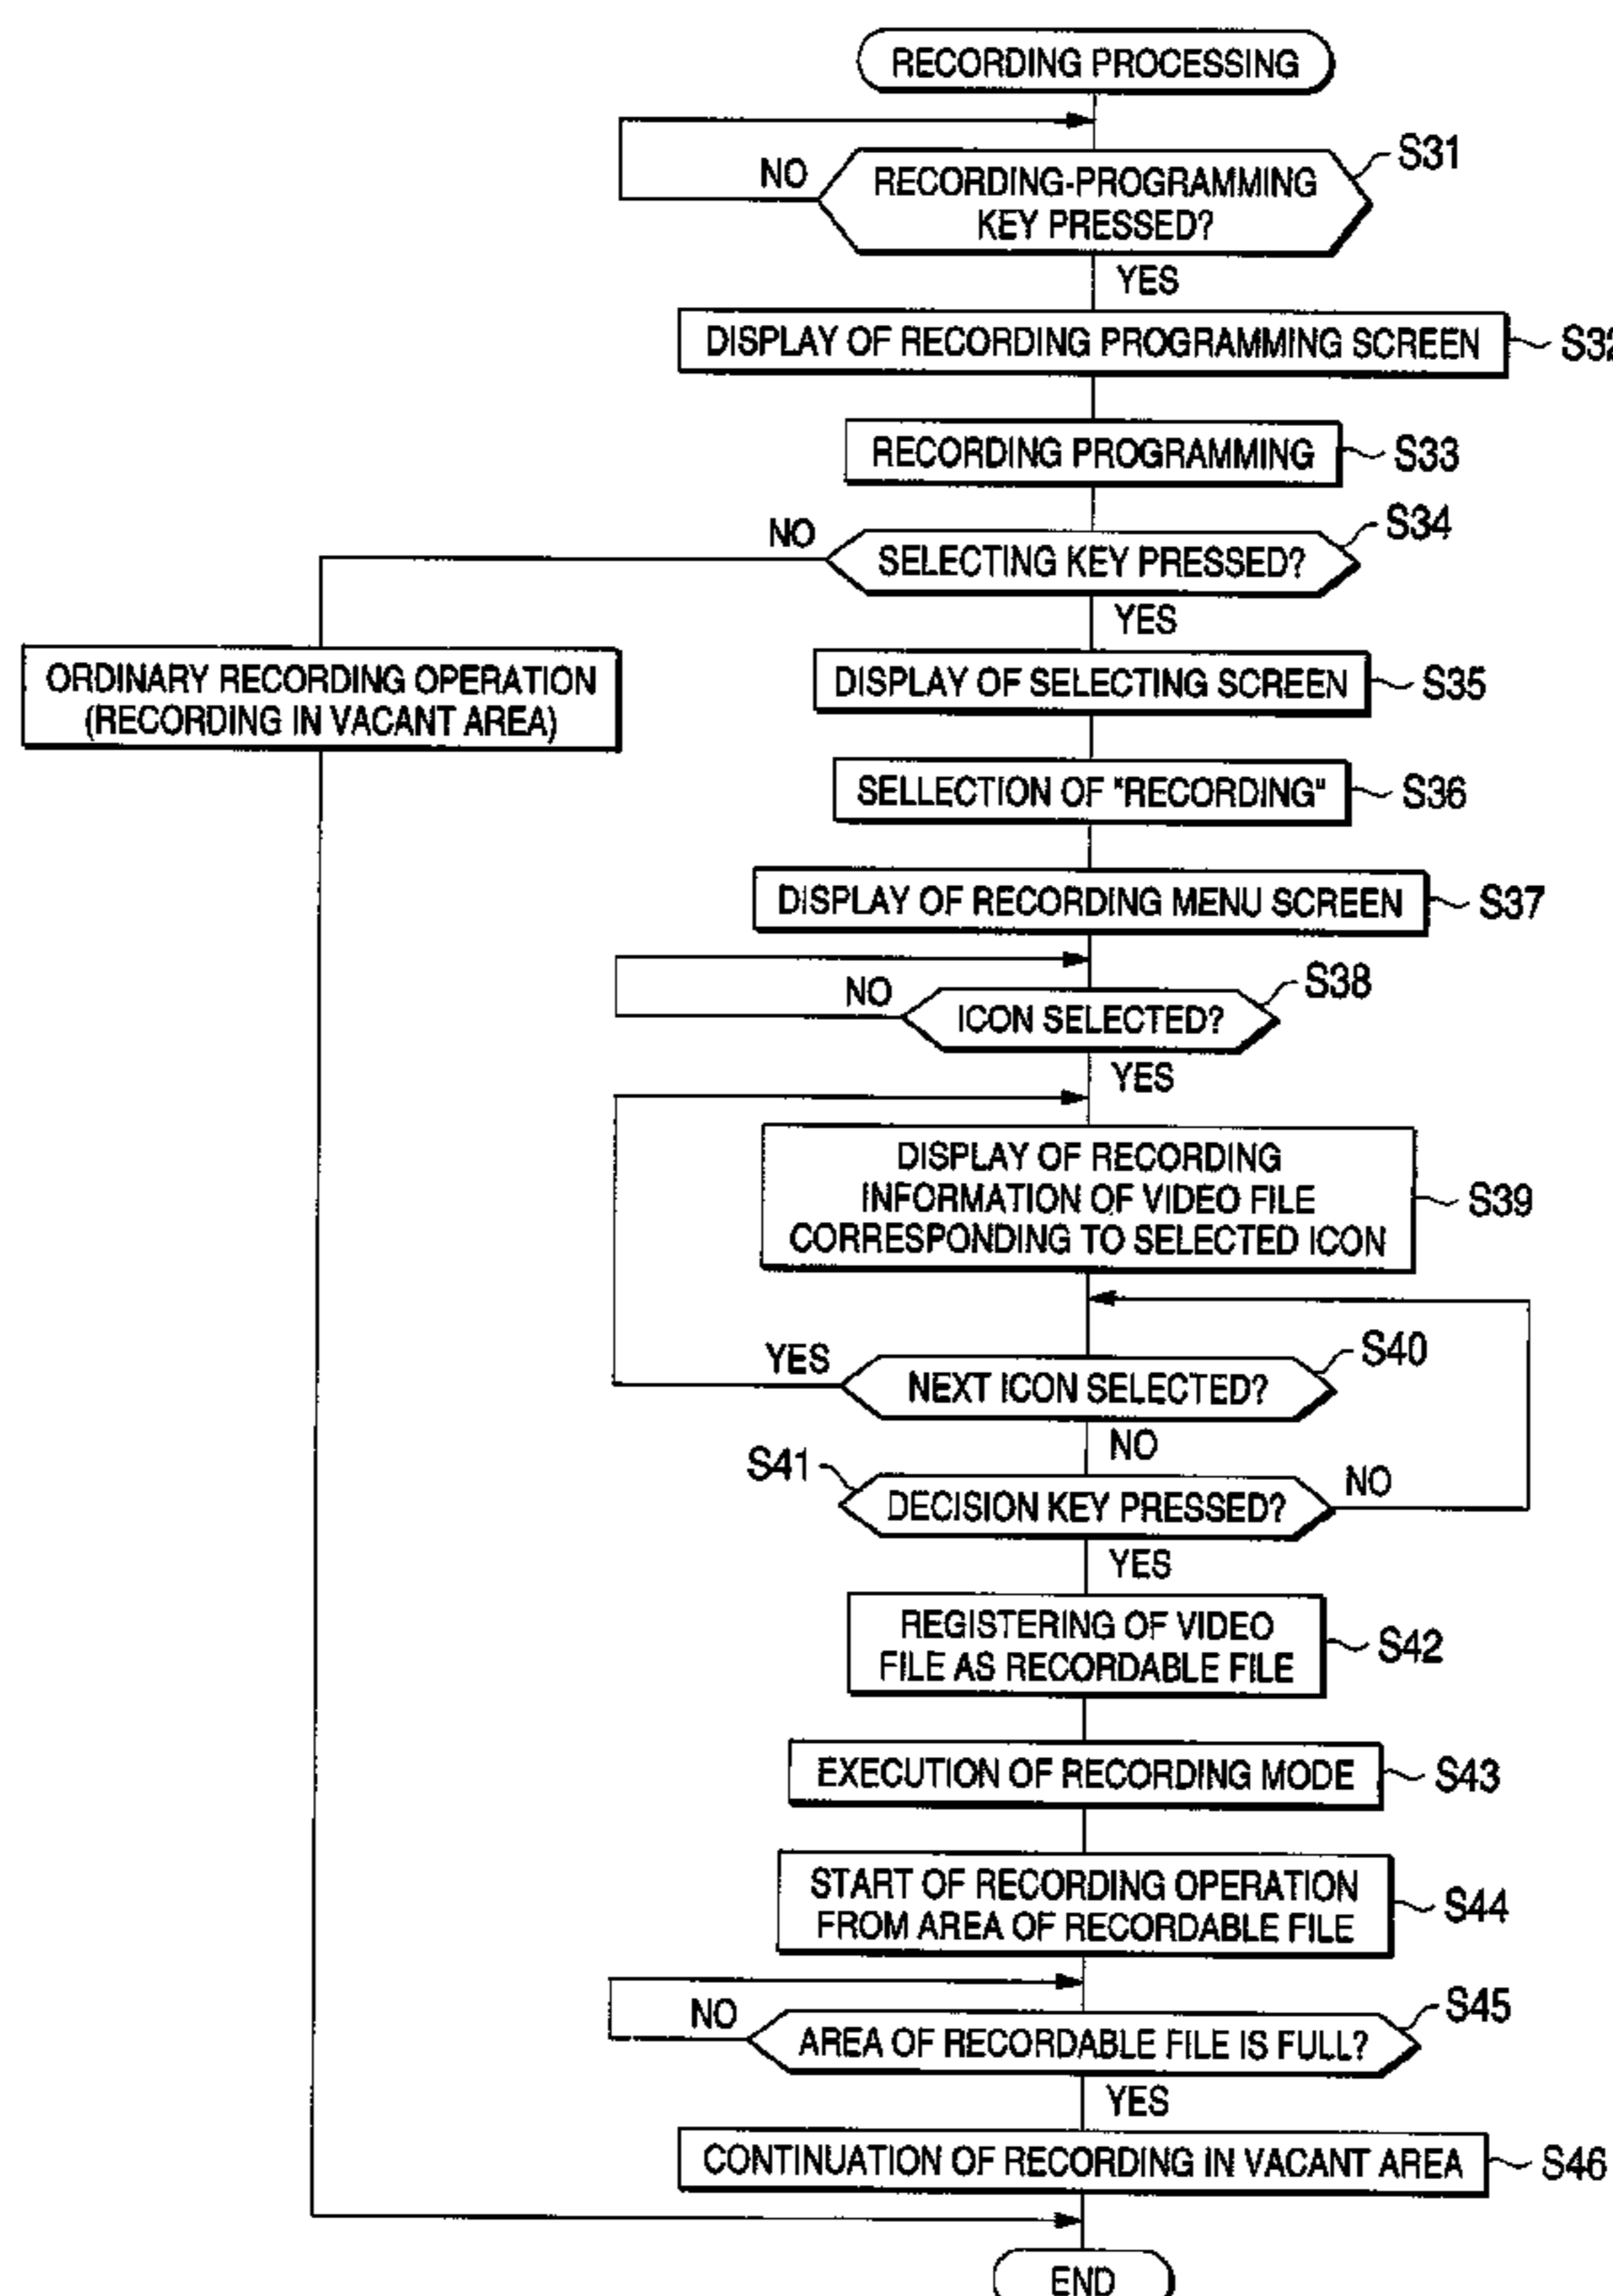 RECORDING PROCESSING
S31
NO
RECORDING-PROGRAMMING
KEY PRESSED?
YES
DISPLAY OF RECORDING PROGRAMMING SCREEN
S32
RECORDING PROGRAMMING
S33
NO
S34
SELECTING KEY PRESSED?
YES
ORDINARY RECORDING OPERATION
(RECORDING IN VACANT AREA)
DISPLAY OF SELECTING SCREEN
S35
SELLECTION OF "RECORDING"
S36
DISPLAY OF RECORDING MENU SCREEN
S37
NO
S38
ICON SELECTED?
YES
DISPLAY OF RECORDING
INFORMATION OF VIDEO FILE
CORRESPONDING TO SELECTED ICON
S39
YES
S40
NEXT ICON SELECTED?
NO
S41
DECISION KEY PRESSED?
NO
YES
REGISTERING OF VIDEO
FILE AS RECORDABLE FILE
S42
EXECUTION OF RECORDING MODE
S43
START OF RECORDING OPERATION
FROM AREA OF RECORDABLE FILE
S44
NO
S45
AREA OF RECORDABLE FILE IS FULL?
YES
CONTINUATION OF RECORDING IN VACANT AREA
S46
END